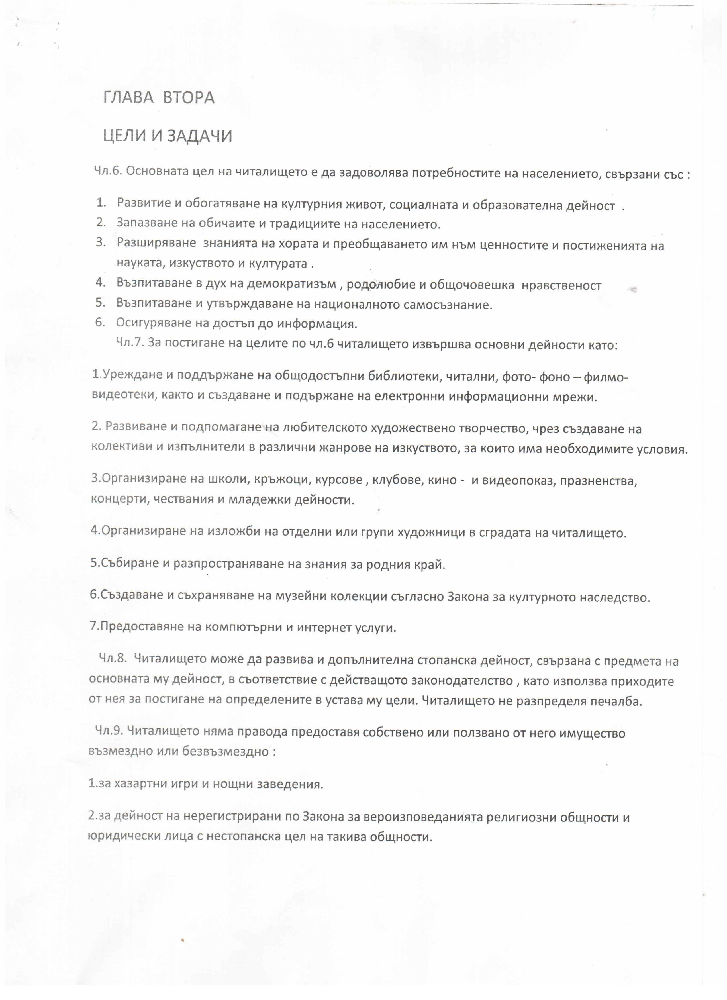 ГЛАВА  ВТОРА
ЦЕЛИ И ЗАДАЧИ
Чл.6. Основната цел на читалището е да задоволява потребностите на населението, свързани със :
1. Развитие и обогатяване на културния живот, социалната и образователна дейност .
2. Запазване на обичаите и традициите на населението.
3. Разширяване знанията на хората и преобщаването им нъм ценностите и постиженията на
науката, изкуството и културата .
4. Възпитаване в дух на демократизъм , родолюбие и общочовешка нравственост
5. Възпитаване и утвърждаване на националното самосъзнание.
6. Осигуряване на достъп до информация.
Чл.7. За постигане на целите по чл.6 читалището извършва основни дейности като:
1.Уреждане и поддържане на общодостъпни библиотеки, читални, фото- фоно – филмо-
видеотеки, както и създаване и подържане на електронни информационни мрежи.
2. Развиване и подпомагане на любителското художествено творчество, чрез създаване на
колективи и изпълнители в различни жанрове на изкуството, за които има необходимите условия.
3.Организиране на школи, кръжоци, курсове , клубове, кино - и видеопоказ, празненства,
концерти, чествания и младежки дейности.
4.Организиране на изложби на отделни или групи художници в сградата на читалището.
5.Събиране и разпространяване на знания за родния край.
6.Създаване и съхраняване на музейни колекции съгласно Закона за културното наследство.
7.Предоставяне на компютърни и интернет услуги.
Чл.8. Читалището може да развива и допълнителна стопанска дейност, свързана с предмета на
основната му дейност, в съответствие с действащото законодателство , като използва приходите
от нея за постигане на определените в устава му цели. Читалището не разпределя печалба.
Чл.9. Читалището няма правода предоставя собствено или ползвано от него имущество
възмездно или безвъзмездно :
1.за хазартни игри и нощни заведения.
2.за дейност на нерегистрирани по Закона за вероизповеданията религиозни общности и
юридически лица с нестопанска цел на такива общности.